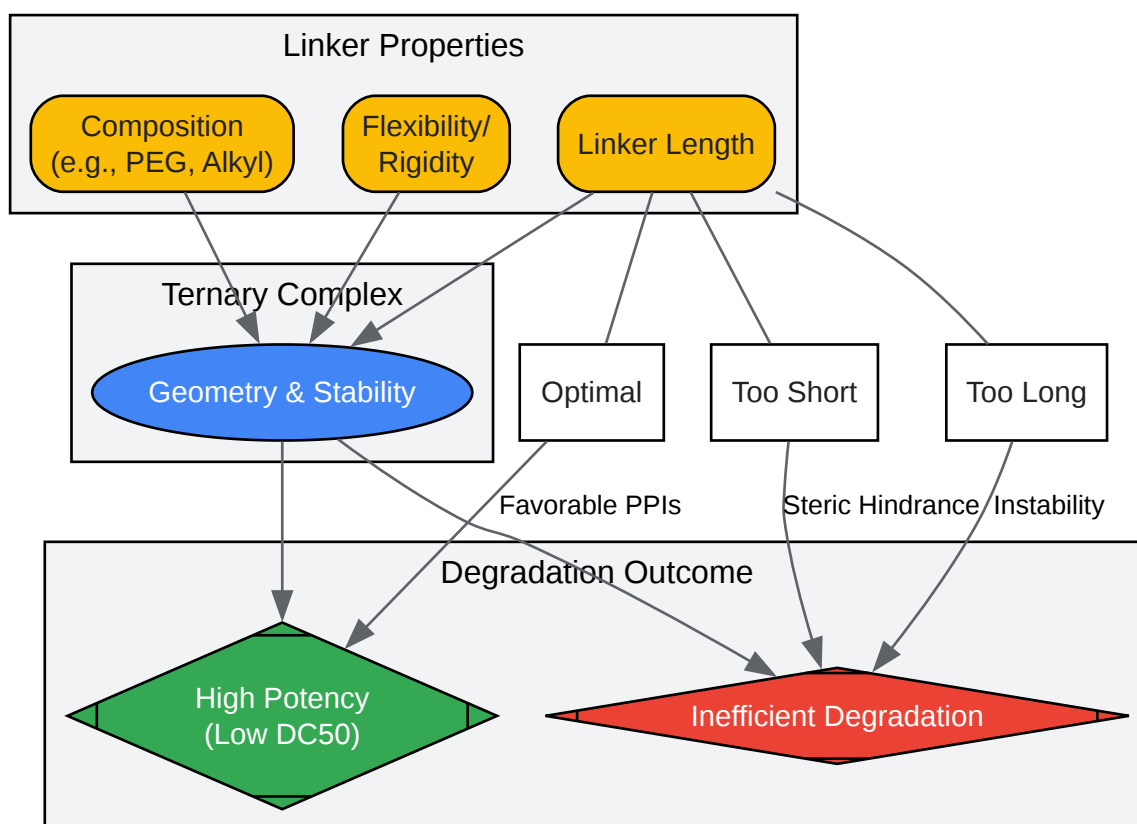 Linker Properties
Composition
(e.g., PEG, Alkyl)
Flexibility/
Rigidity
Linker Length
Ternary Complex
Geometry & Stability
Optimal
Too Short
Too Long
Favorable PPIs
Steric Hindrance
Instability
Degradation Outcome
High Potency
(Low DC50)
Inefficient Degradation